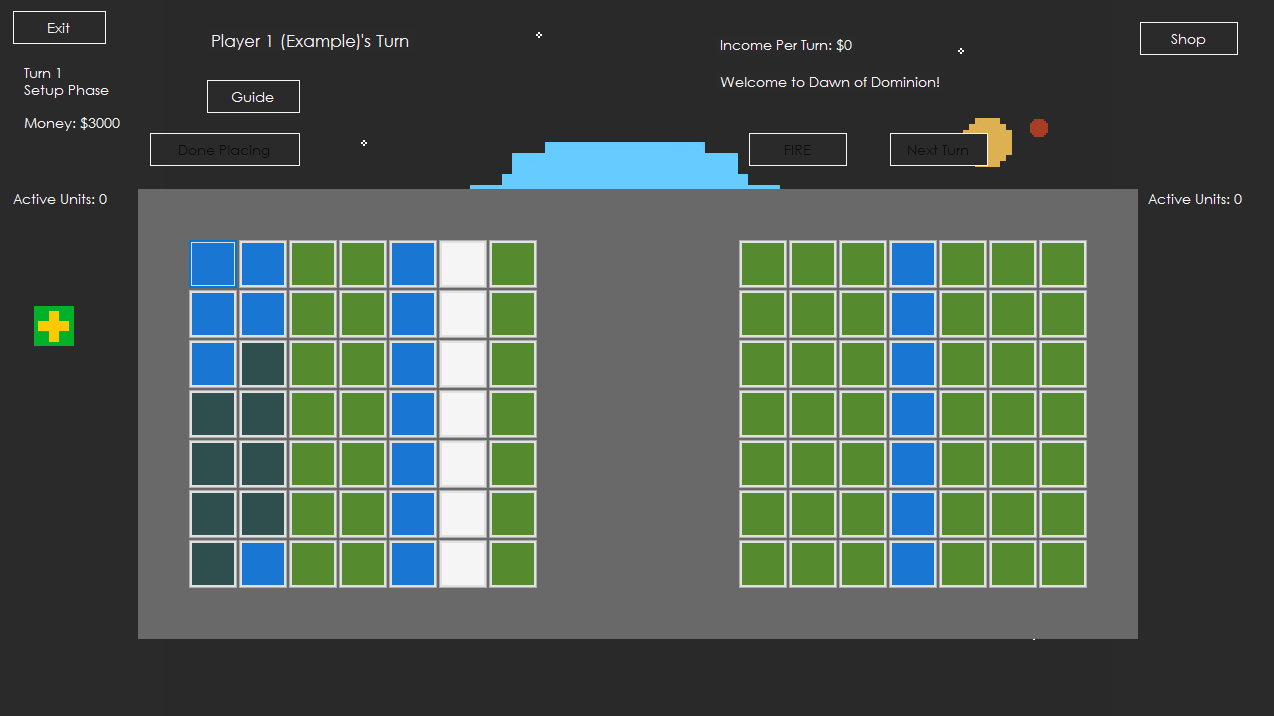 Exit
Player 1 (Example)'s Turn
Income Per Turn: $0
Shop
Turn 1
Setup Phase
Guide
Welcome to Dawn of Dominion!
Money: $3000
Done Placing
FIRE
Next Turn
Active Units: 0
Active Units: 0